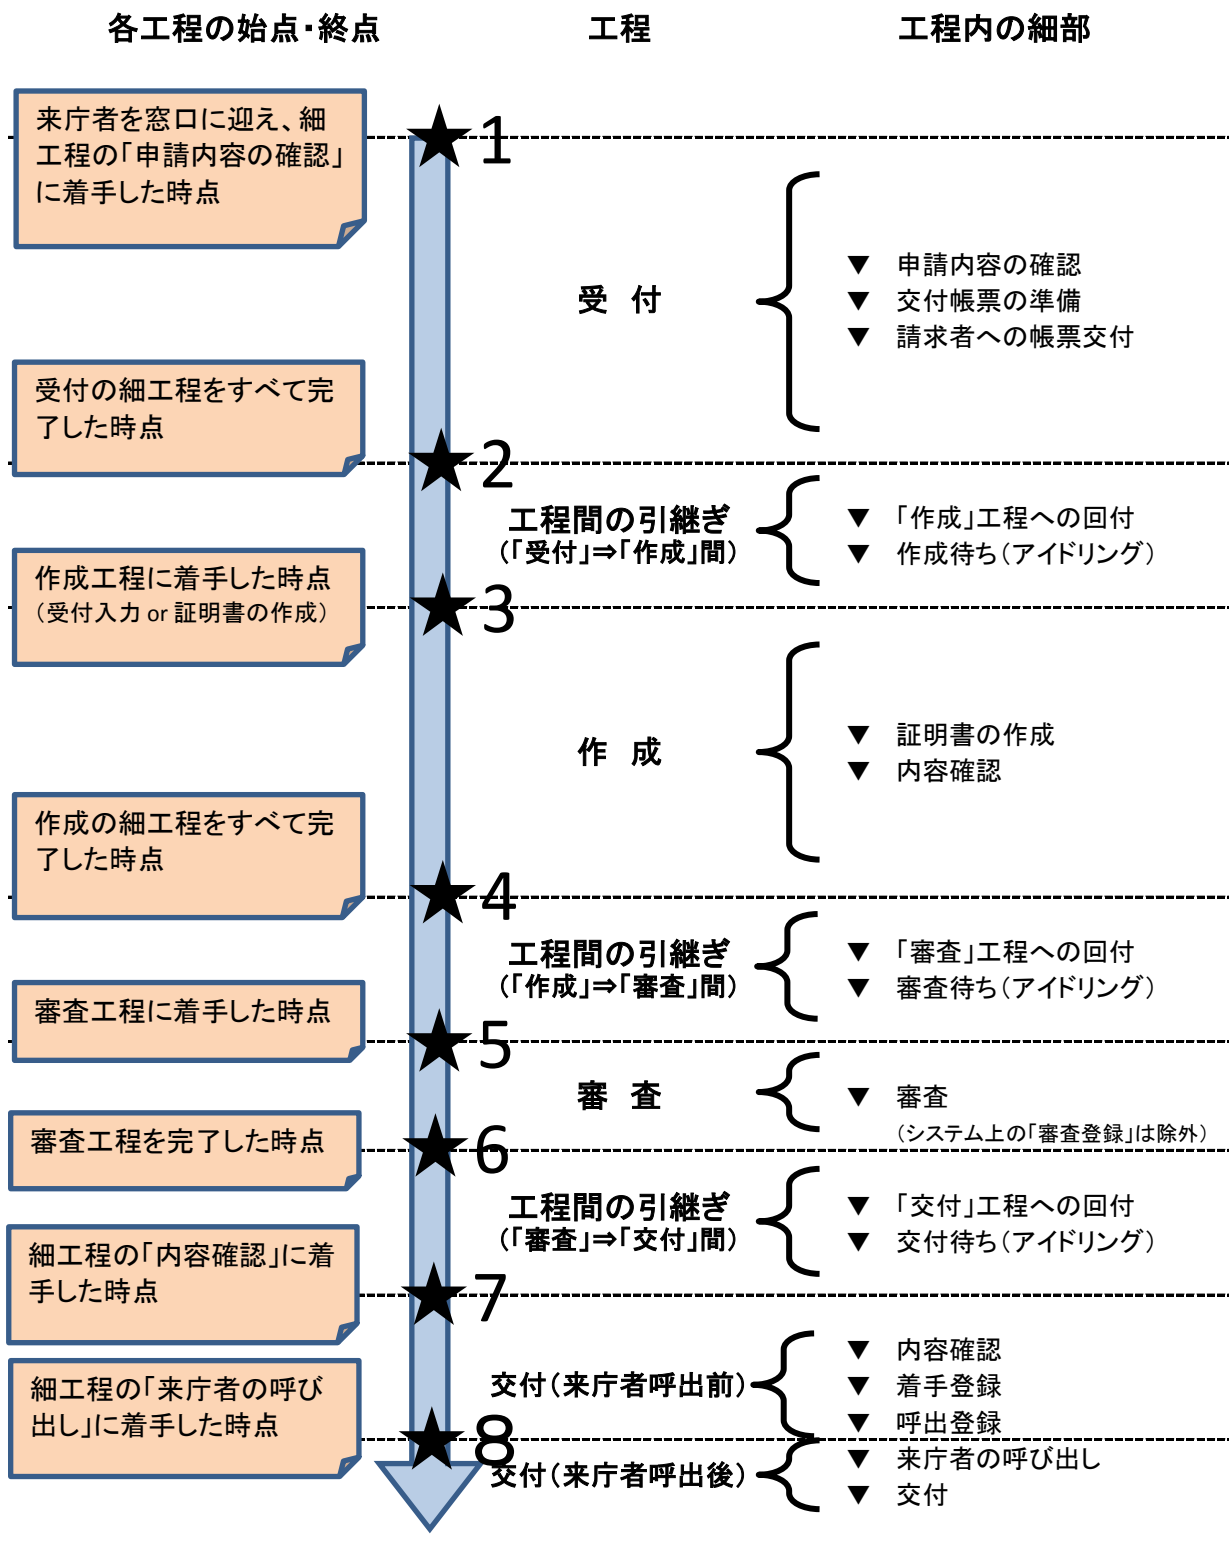 各工程の始点・終点
工程
工程内の細部
来庁者を窓口に迎え、細
工程の「申請内容の確認」
に着手した時点
1
受 付
▼ 申請内容の確認
▼ 交付帳票の準備
▼ 請求者への帳票交付
受付の細工程をすべて完
了した時点
2
工程間の引継ぎ
(「受付」⇒「作成」間)
▼ 「作成」工程への回付
▼ 作成待ち(アイドリング)
作成工程に着手した時点
(受付入力 or 証明書の作成)
3
作 成
▼ 証明書の作成
▼ 内容確認
作成の細工程をすべて完
了した時点
4
工程間の引継ぎ
(「作成」⇒「審査」間)
▼ 「審査」工程への回付
▼ 審査待ち(アイドリング)
審査工程に着手した時点
5
審 査
▼ 審査
(システム上の「審査登録」は除外)
審査工程を完了した時点
6
工程間の引継ぎ
(「審査」⇒「交付」間)
▼ 「交付」工程への回付
▼ 交付待ち(アイドリング)
細工程の「内容確認」に着
手した時点
7
交付(来庁者呼出前)
▼ 内容確認
▼ 着手登録
▼ 呼出登録
細工程の「来庁者の呼び
出し」に着手した時点
8
交付(来庁者呼出後)
▼ 来庁者の呼び出し
▼ 交付